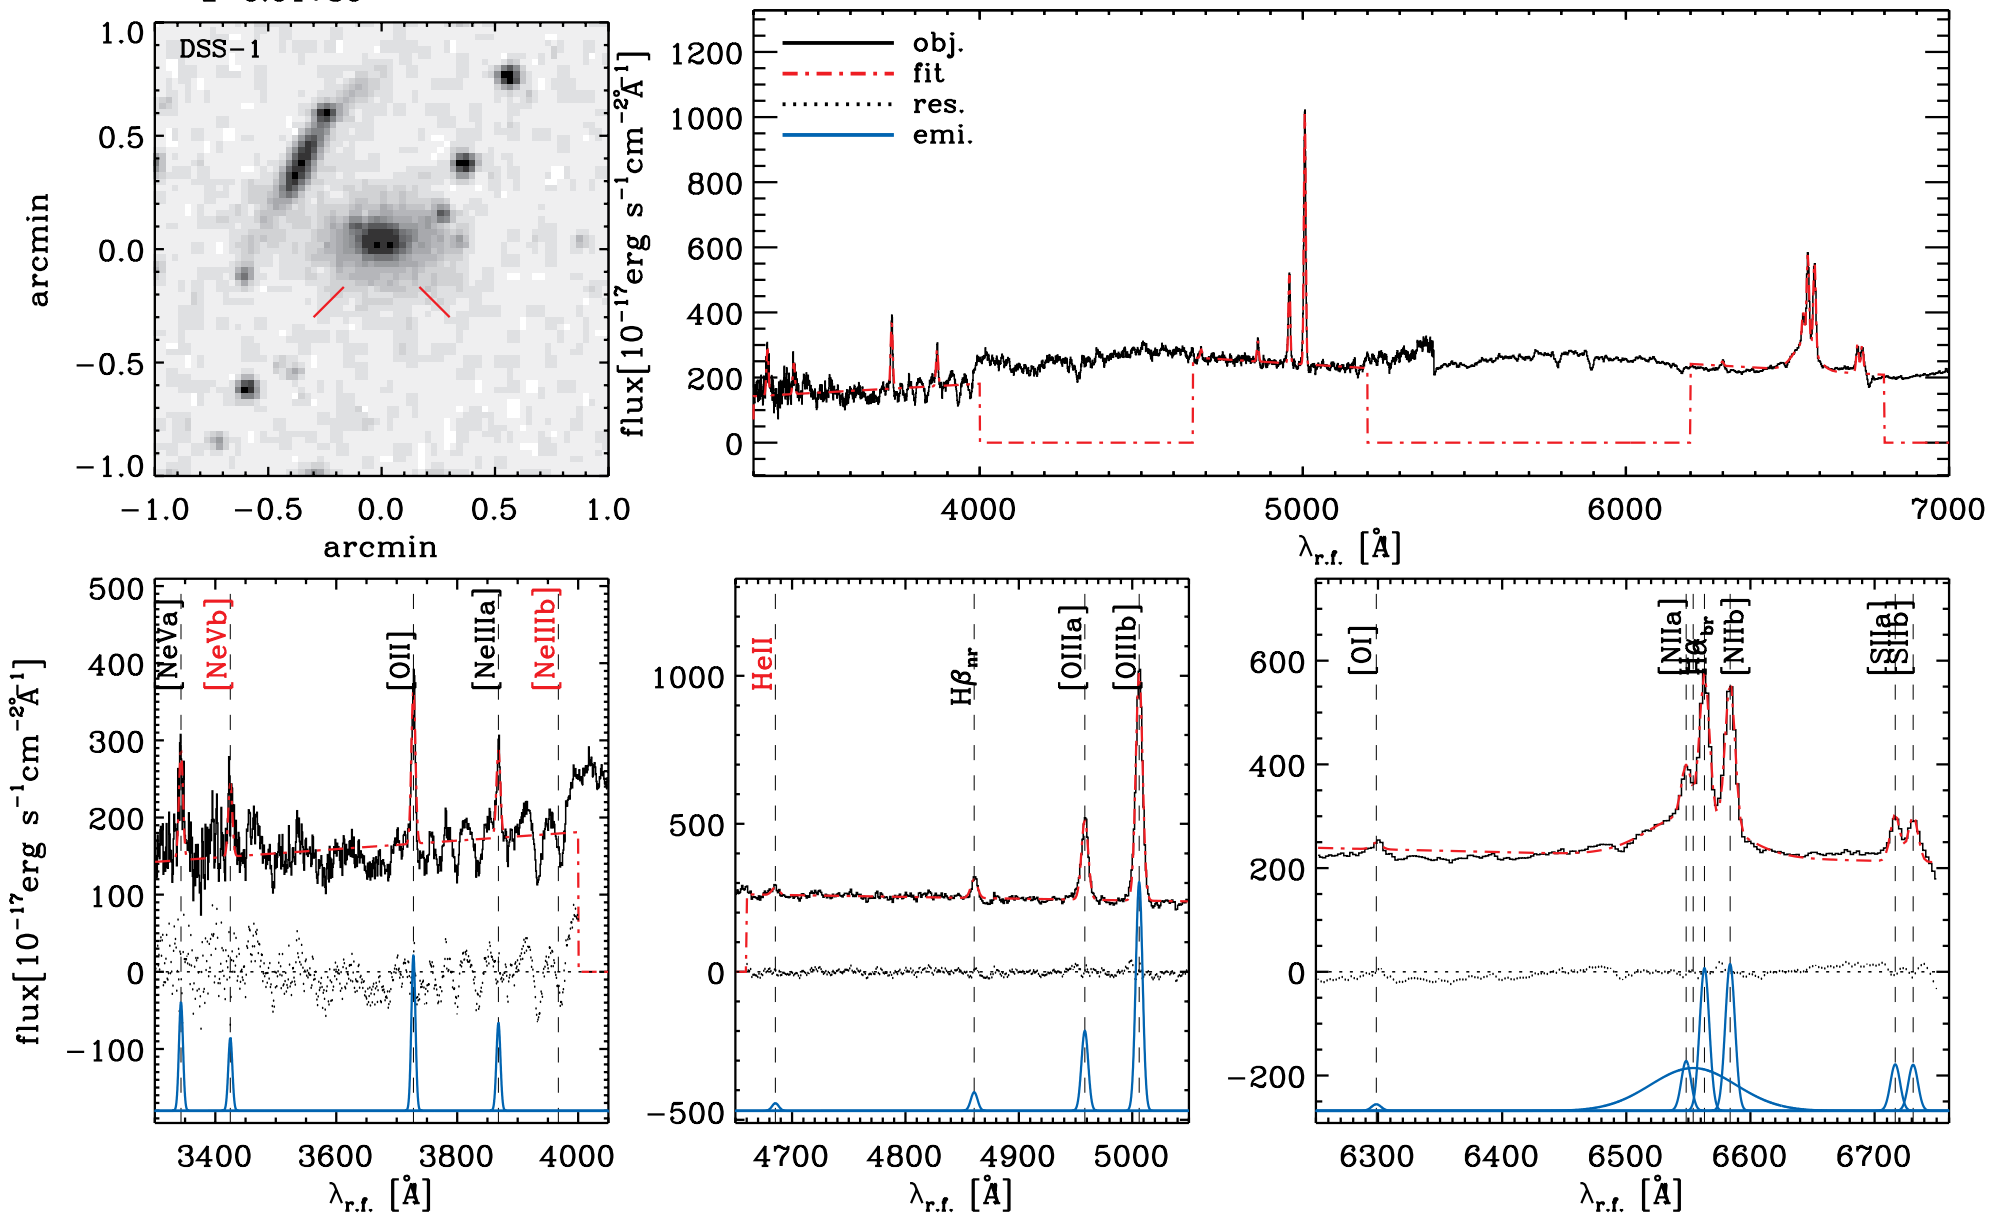 DSS-1
1.0
0.5
0.0
−0.5
−1.0
arcmin
−1.0 −0.5 0.0 0.5 1.0
arcmin
flux[10⁻¹⁷erg s⁻¹cm⁻²Å⁻¹]
1200
1000
800
600
400
200
0
obj.
fit
res.
emi.
4000 5000 6000 7000
λr.f. [Å]
flux[10⁻¹⁷erg s⁻¹cm⁻²Å⁻¹]
500
400
300
200
100
0
−100
[NeVa]
[NeVb]
[OII]
[NeIIIa]
[NeIIIb]
3400 3600 3800 4000
λr.f. [Å]
1000
500
0
−500
HeII
Hβnr
[OIIIa]
[OIIIb]
4700 4800 4900 5000
λr.f. [Å]
600
400
200
0
−200
[OI]
[NIIa]
Hα
Hαbr
[NIIb]
[SIIa]
[SIIb]
6300 6400 6500 6600 6700
λr.f. [Å]